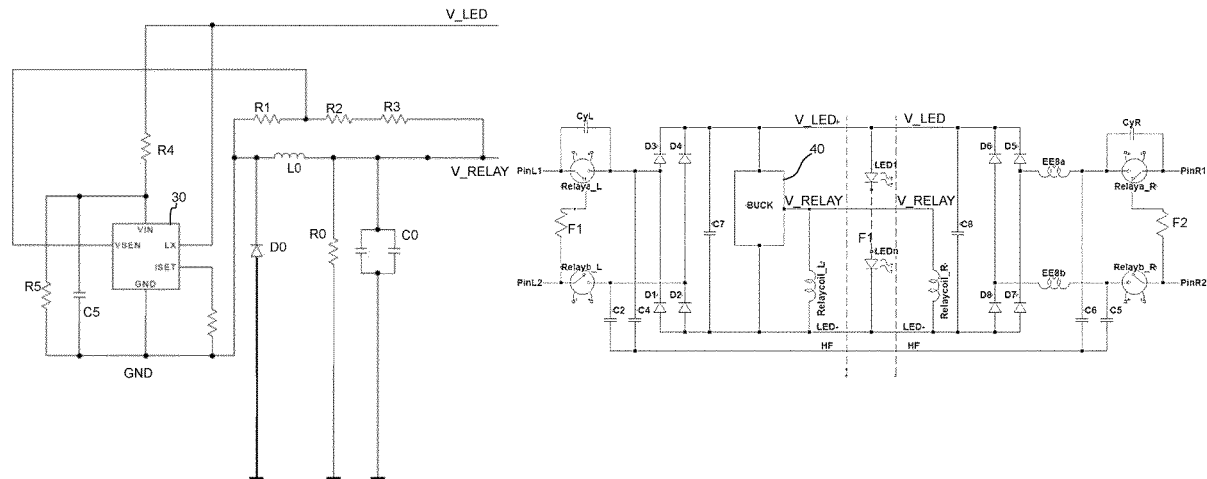 V_LED
R1
R2
R3
R4
L0
V_RELAY
30
VIN
VSEN
LX
ISET
GND
R5
C5
D0
R0
C0
GND
CyL
V_LED+
V_LED
CyR
D3
D4
40
D6
D5
EE8a
LED1
PinL1
PinR1
Relaya_L
BUCK
V_RELAY
V_RELAY
Relaya_R
F1
C7
F1
C8
F2
LEDn
Relayb_L
Relaycoil_L
Relaycoil_R
EE8b
Relayb_R
PinL2
PinR2
D1
D2
D8
D7
C2
C4
C6
C5
LED-
LED-
HF
HF